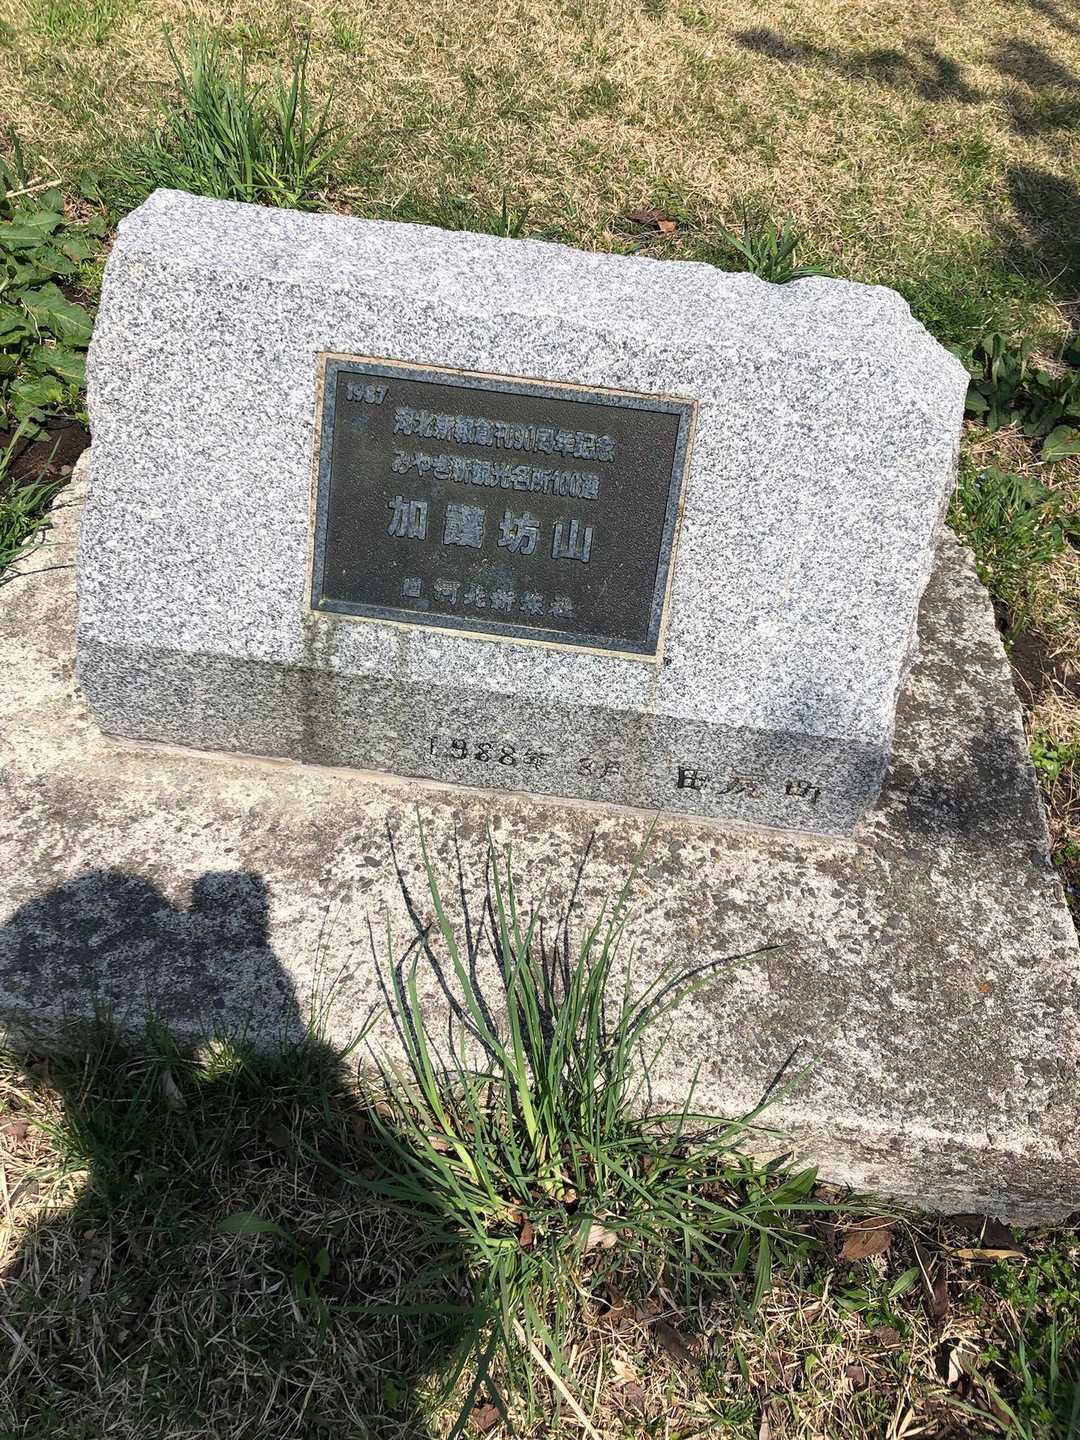 1987
河北新報創刊90周年記念
みやぎ新観光名所100選
加護坊山
河北新報社
1988年 3月 田尻町